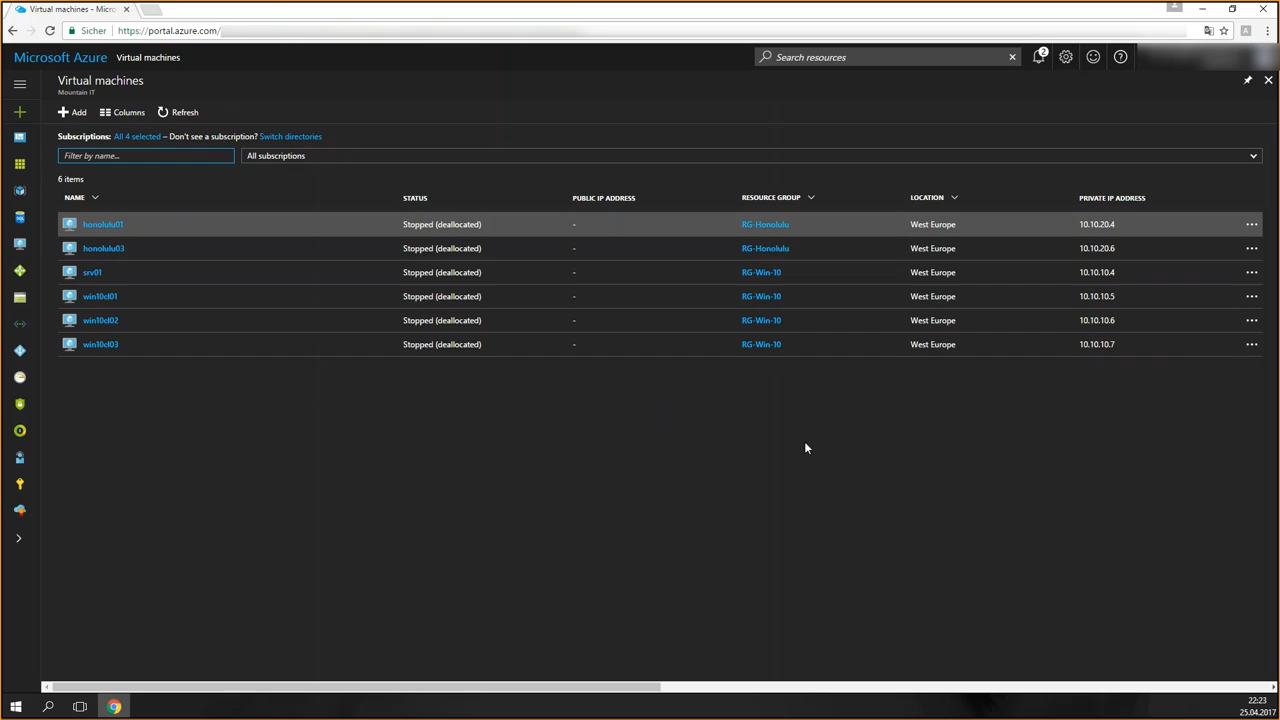 Virtual machines - Micro
Sicher https://portal.azure.com/
Microsoft Azure Virtual machines Search resources 2
Virtual machines
Mountain IT
Add Columns Refresh
Subscriptions: All 4 selected – Don't see a subscription? Switch directories
Filter by name... All subscriptions
6 items
NAME STATUS PUBLIC IP ADDRESS RESOURCE GROUP LOCATION PRIVATE IP ADDRESS
honolulu01 Stopped (deallocated) - RG-Honolulu West Europe 10.10.20.4
honolulu03 Stopped (deallocated) - RG-Honolulu West Europe 10.10.20.6
srv01 Stopped (deallocated) - RG-Win-10 West Europe 10.10.10.4
win10cl01 Stopped (deallocated) - RG-Win-10 West Europe 10.10.10.5
win10cl02 Stopped (deallocated) - RG-Win-10 West Europe 10.10.10.6
win10cl03 Stopped (deallocated) - RG-Win-10 West Europe 10.10.10.7
22:23
25.04.2017